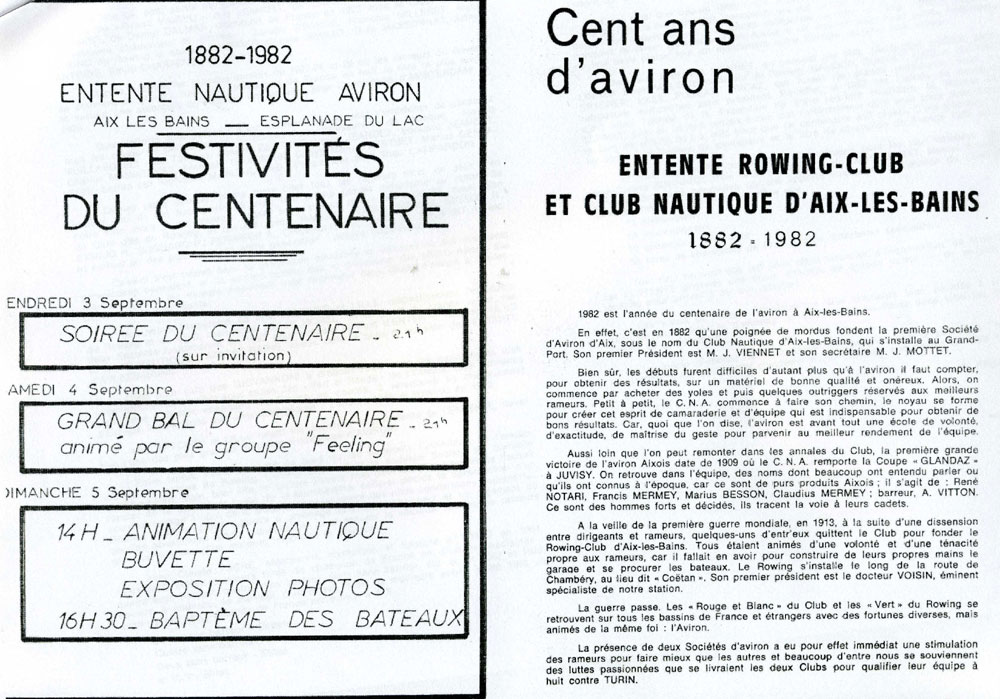 1882-1982
ENTENTE NAUTIQUE AVIRON
AIX LES BAINS __ ESPLANADE DU LAC
FESTIVITÉS
DU CENTENAIRE
ENDREDI 3 Septembre
SOIREE DU CENTENAIRE - 21h
(sur invitation)
AMEDI 4 Septembre
GRAND BAL DU CENTENAIRE - 21h
animé par le groupe "Feeling"
DIMANCHE 5 Septembre
14H_ ANIMATION NAUTIQUE
BUVETTE
EXPOSITION PHOTOS
16H30_ BAPTÈME DES BATEAUX
Cent ans
d'aviron
ENTENTE ROWING-CLUB
ET CLUB NAUTIQUE D'AIX-LES-BAINS
1882 - 1982
1982 est l'année du centenaire de l'aviron à Aix-les-Bains.
En effet, c'est en 1882 qu'une poignée de mordus fondent la première Société
d'Aviron d'Aix, sous le nom du Club Nautique d'Aix-les-Bains, qui s'installe au Grand-
Port. Son premier Président est M. J. VIENNET et son secrétaire M. J. MOTTET.
Bien sûr, les débuts furent difficiles d'autant plus qu'à l'aviron il faut compter,
pour obtenir des résultats, sur un matériel de bonne qualité et onéreux. Alors, on
commence par acheter des yoles et puis quelques outriggers réservés aux meilleurs
rameurs. Petit à petit, le C.N.A. commence à faire son chemin, le noyau se forme
pour créer cet esprit de camaraderie et d'équipe qui est indispensable pour obtenir de
bons résultats. Car, quoi que l'on dise, l'aviron est avant tout une école de volonté,
d'exactitude, de maîtrise du geste pour parvenir au meilleur rendement de l'équipe.
Aussi loin que l'on peut remonter dans les annales du Club, la première grande
victoire de l'aviron Aixois date de 1909 où le C.N.A. remporte la Coupe « GLANDAZ »
à JUVISY. On retrouve dans l'équipe, des noms dont beaucoup ont entendu parler ou
qu'ils ont connus à l'époque, car ce sont de purs produits Aixois ; il s'agit de : René
NOTARI, Francis MERMEY, Marius BESSON, Claudius MERMEY ; barreur, A. VITTON.
Ce sont des hommes forts et décidés, ils tracent la voie à leurs cadets.
A la veille de la première guerre mondiale, en 1913, à la suite d'une dissension
entre dirigeants et rameurs, quelques-uns d'entr'eux quittent le Club pour fonder le
Rowing-Club d'Aix-les-Bains. Tous étaient animés d'une volonté et d'une ténacité
propre aux rameurs, car il fallait en avoir pour construire de leurs propres mains le
garage et se procurer les bateaux. Le Rowing s'installe le long de la route de
Chambéry, au lieu dit « Coëtan ». Son premier président est le docteur VOISIN, éminent
spécialiste de notre station.
La guerre passe. Les « Rouge et Blanc » du Club et les « Vert » du Rowing se
retrouvent sur tous les bassins de France et étrangers avec des fortunes diverses, mais
animés de la même foi : l'Aviron.
La présence de deux Sociétés d'aviron a eu pour effet immédiat une stimulation
des rameurs pour faire mieux que les autres et beaucoup d'entre nous se souviennent
des luttes passionnées que se livraient les deux Clubs pour qualifier leur équipe à
huit contre TURIN.